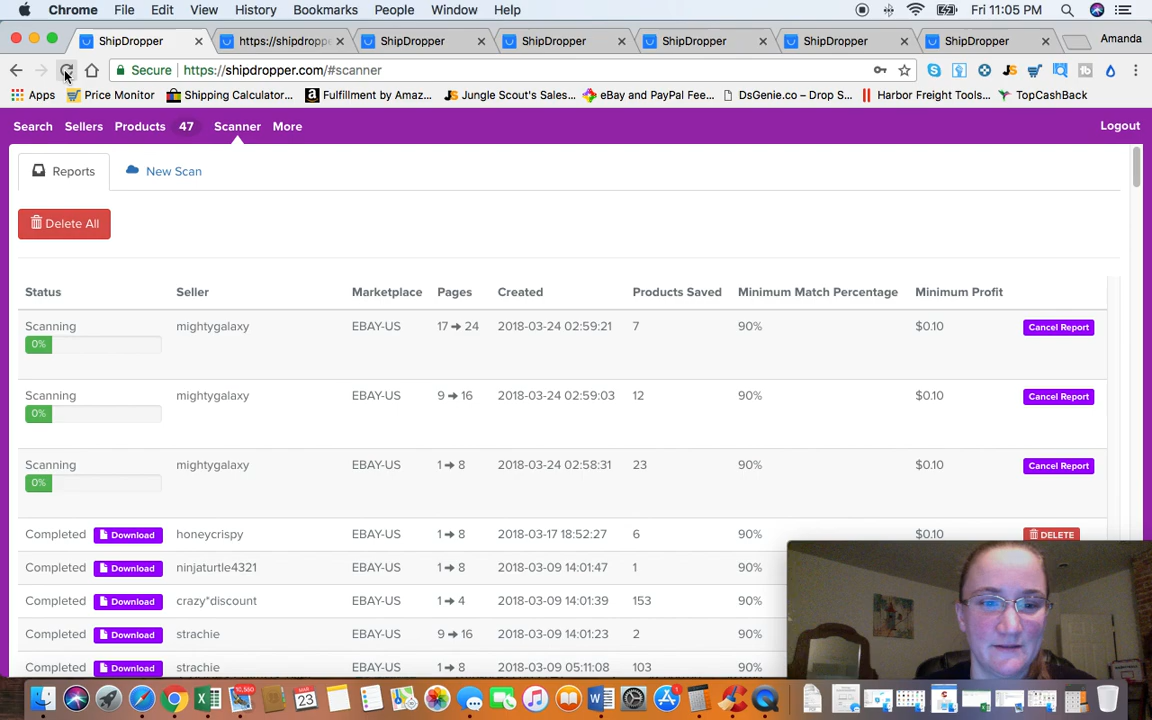 Chrome File Edit View History Bookmarks People Window Help Fri 11:05 PM
ShipDropper https://shipdropp ShipDropper ShipDropper ShipDropper ShipDropper ShipDropper Amanda
Secure https://shipdropper.com/#scanner
Apps Price Monitor Shipping Calculator... Fulfillment by Amaz... Jungle Scout's Sales... eBay and PayPal Fee... DsGenie.co – Drop S... Harbor Freight Tools... TopCashBack
Search Sellers Products 47 Scanner More Logout
Reports New Scan
Delete All
Status Seller Marketplace Pages Created Products Saved Minimum Match Percentage Minimum Profit
Scanning mightygalaxy EBAY-US 17 → 24 2018-03-24 02:59:21 7 90% $0.10 Cancel Report
0%
Scanning mightygalaxy EBAY-US 9 → 16 2018-03-24 02:59:03 12 90% $0.10 Cancel Report
0%
Scanning mightygalaxy EBAY-US 1 → 8 2018-03-24 02:58:31 23 90% $0.10 Cancel Report
0%
Completed Download honeycrispy EBAY-US 1 → 8 2018-03-17 18:52:27 6 90% $0.10 DELETE
Completed Download ninjaturtle4321 EBAY-US 1 → 8 2018-03-09 14:01:47 1 90%
Completed Download crazy*discount EBAY-US 1 → 4 2018-03-09 14:01:39 153 90%
Completed Download strachie EBAY-US 9 → 16 2018-03-09 14:01:23 2 90%
Completed Download strachie EBAY-US 1 → 8 2018-03-09 05:11:08 103 90%
10,560
23
1